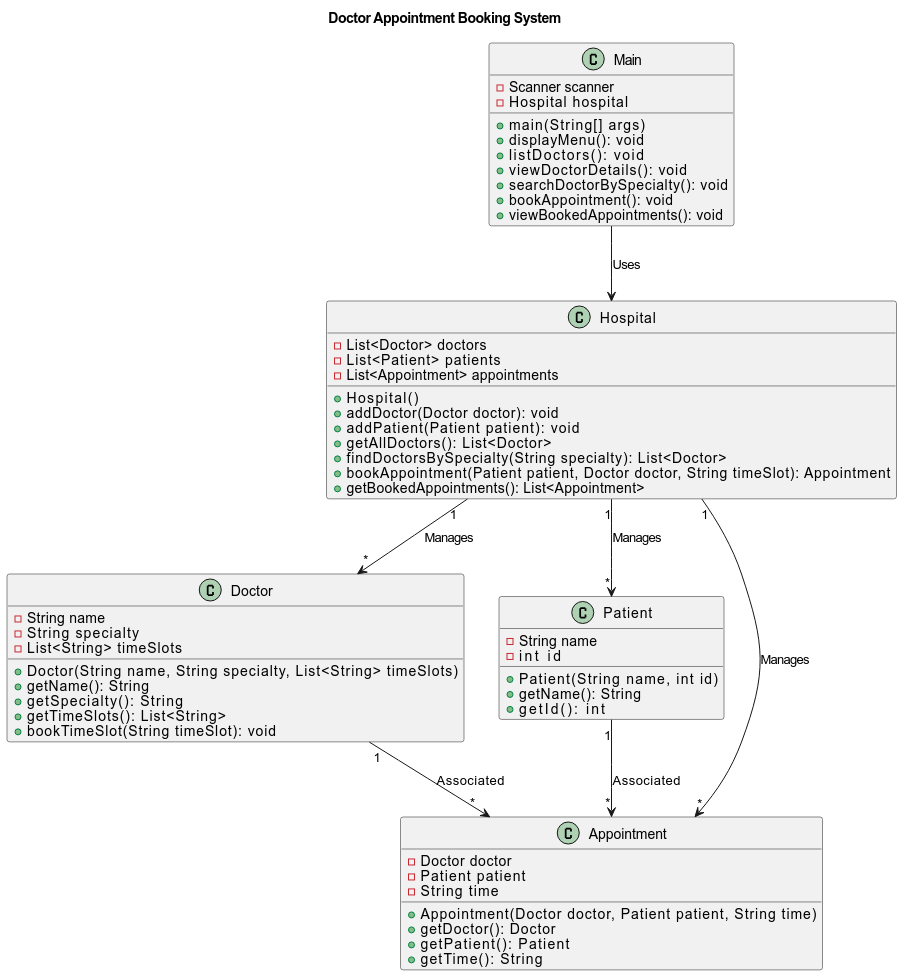 Doctor Appointment Booking System
C Main
Scanner scanner
Hospital hospital
main(String[] args)
displayMenu(): void
listDoctors(): void
viewDoctorDetails(): void
searchDoctorBySpecialty(): void
bookAppointment(): void
viewBookedAppointments(): void
Uses
C Hospital
List<Doctor> doctors
List<Patient> patients
List<Appointment> appointments
Hospital()
addDoctor(Doctor doctor): void
addPatient(Patient patient): void
getAllDoctors(): List<Doctor>
findDoctorsBySpecialty(String specialty): List<Doctor>
bookAppointment(Patient patient, Doctor doctor, String timeSlot): Appointment
getBookedAppointments(): List<Appointment>
1
Manages
*
1
Manages
*
1
Manages
*
C Doctor
String name
String specialty
List<String> timeSlots
Doctor(String name, String specialty, List<String> timeSlots)
getName(): String
getSpecialty(): String
getTimeSlots(): List<String>
bookTimeSlot(String timeSlot): void
C Patient
String name
int id
Patient(String name, int id)
getName(): String
getId(): int
1
Associated
*
1
Associated
*
C Appointment
Doctor doctor
Patient patient
String time
Appointment(Doctor doctor, Patient patient, String time)
getDoctor(): Doctor
getPatient(): Patient
getTime(): String